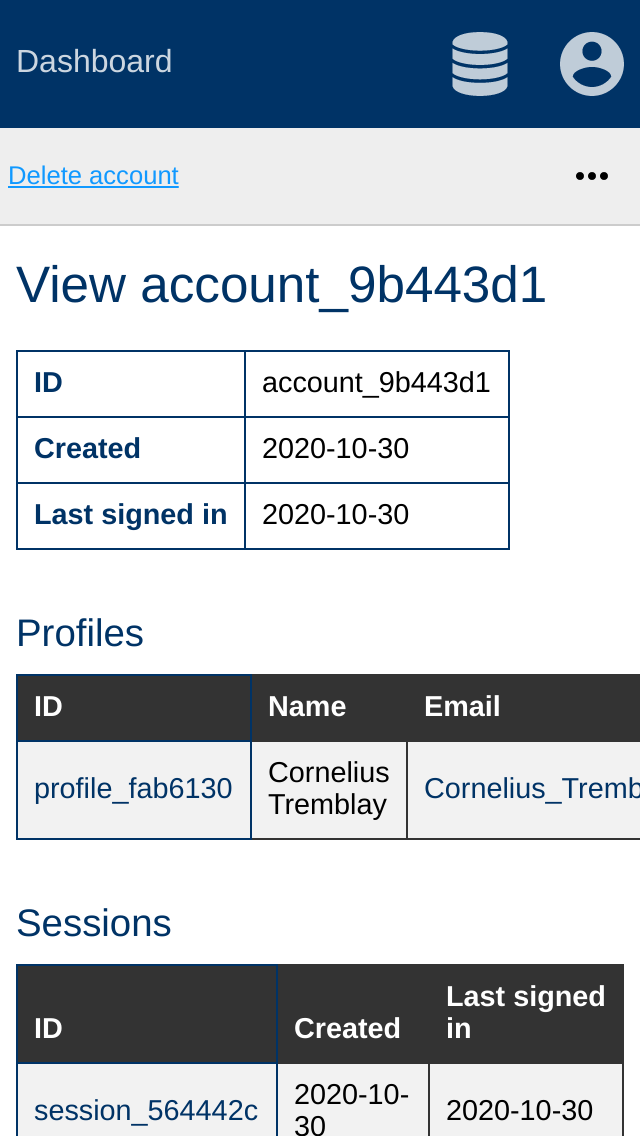 Dashboard
Delete account
View account_9b443d1
ID account_9b443d1
Created 2020-10-30
Last signed in 2020-10-30
Profiles
ID Name Email
profile_fab6130 Cornelius Tremblay Cornelius_Tremb
Sessions
ID Created Last signed in
session_564442c 2020-10-30 2020-10-30